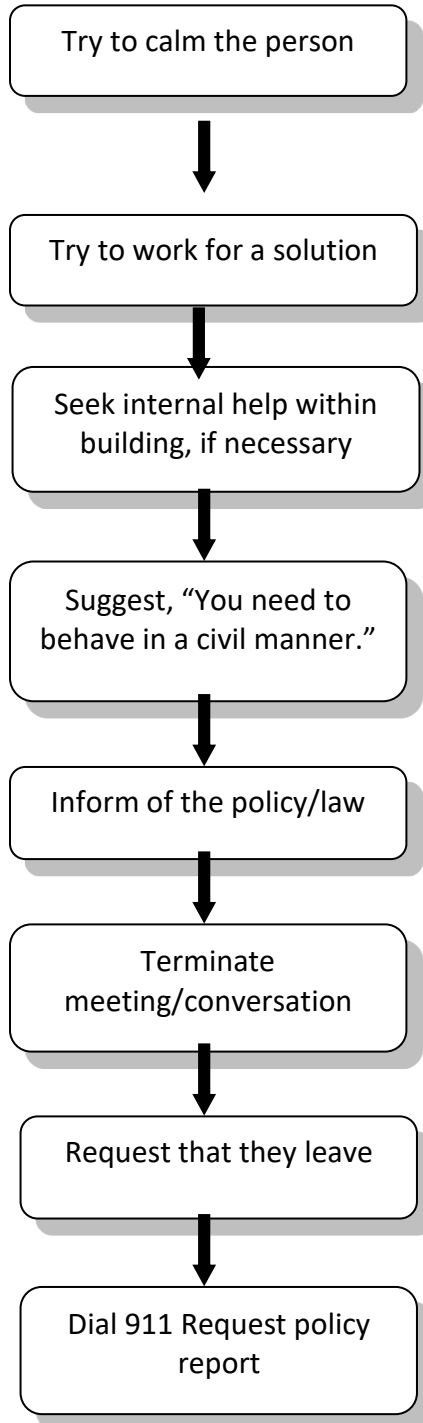 Try to calm the person
Try to work for a solution
Seek internal help within
building, if necessary
Suggest, “You need to
behave in a civil manner.”
Inform of the policy/law
Terminate
meeting/conversation
Request that they leave
Dial 911 Request policy
report